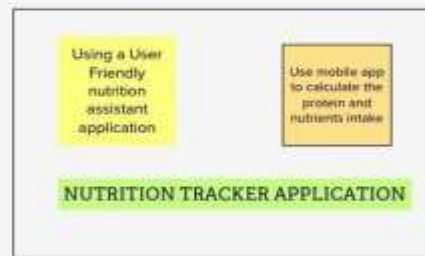 Using a User
Friendly
nutrition
assistant
application
Use mobile app
to calculate the
protein and
nutrients intake
NUTRITION TRACKER APPLICATION